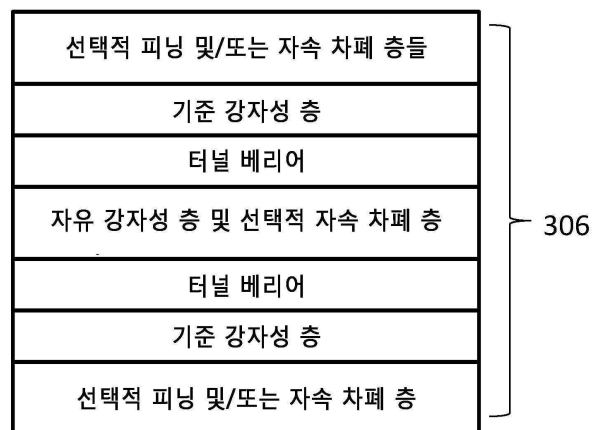 선택적 피닝 및/또는 자속 차폐 층들
기준 강자성 층
터널 베리어
자유 강자성 층 및 선택적 자속 차폐 층
터널 베리어
기준 강자성 층
선택적 피닝 및/또는 자속 차폐 층
306